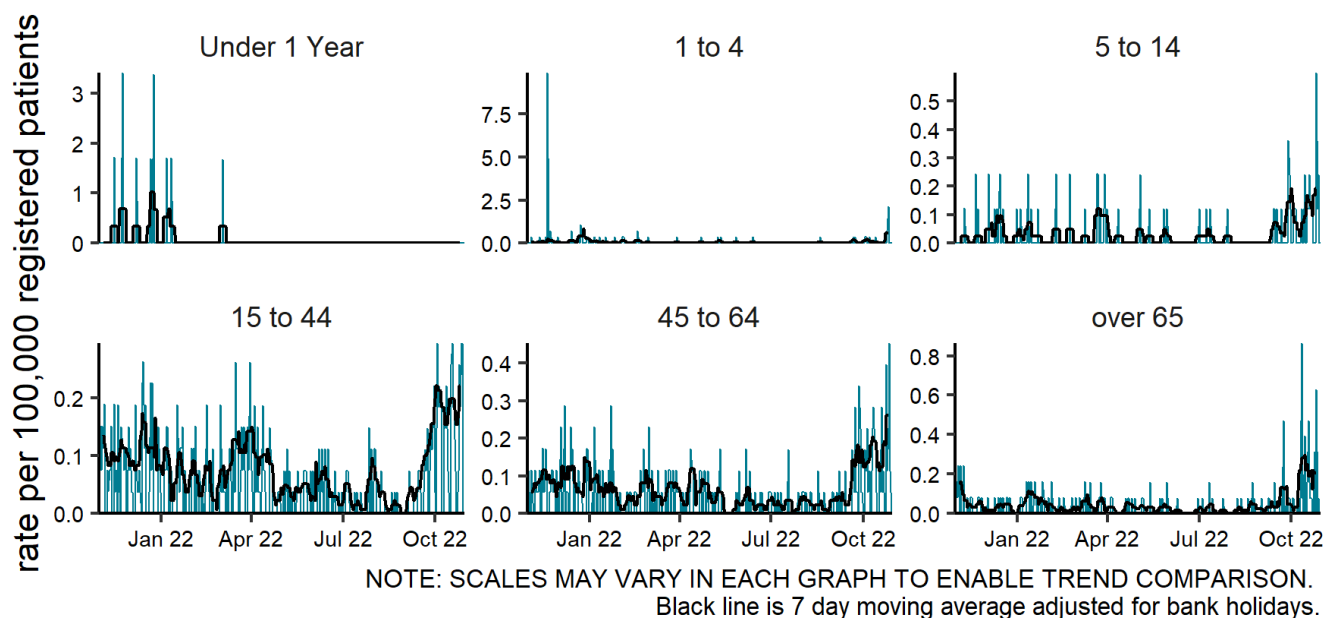 rate per 100,000 registered patients
Under 1 Year
3
2
1
0
1 to 4
7.5
5.0
2.5
0.0
5 to 14
0.5
0.4
0.3
0.2
0.1
0.0
15 to 44
0.2
0.1
0.0
Jan 22 Apr 22 Jul 22 Oct 22
45 to 64
0.4
0.3
0.2
0.1
0.0
Jan 22 Apr 22 Jul 22 Oct 22
over 65
0.8
0.6
0.4
0.2
0.0
Jan 22 Apr 22 Jul 22 Oct 22
NOTE: SCALES MAY VARY IN EACH GRAPH TO ENABLE TREND COMPARISON.
Black line is 7 day moving average adjusted for bank holidays.